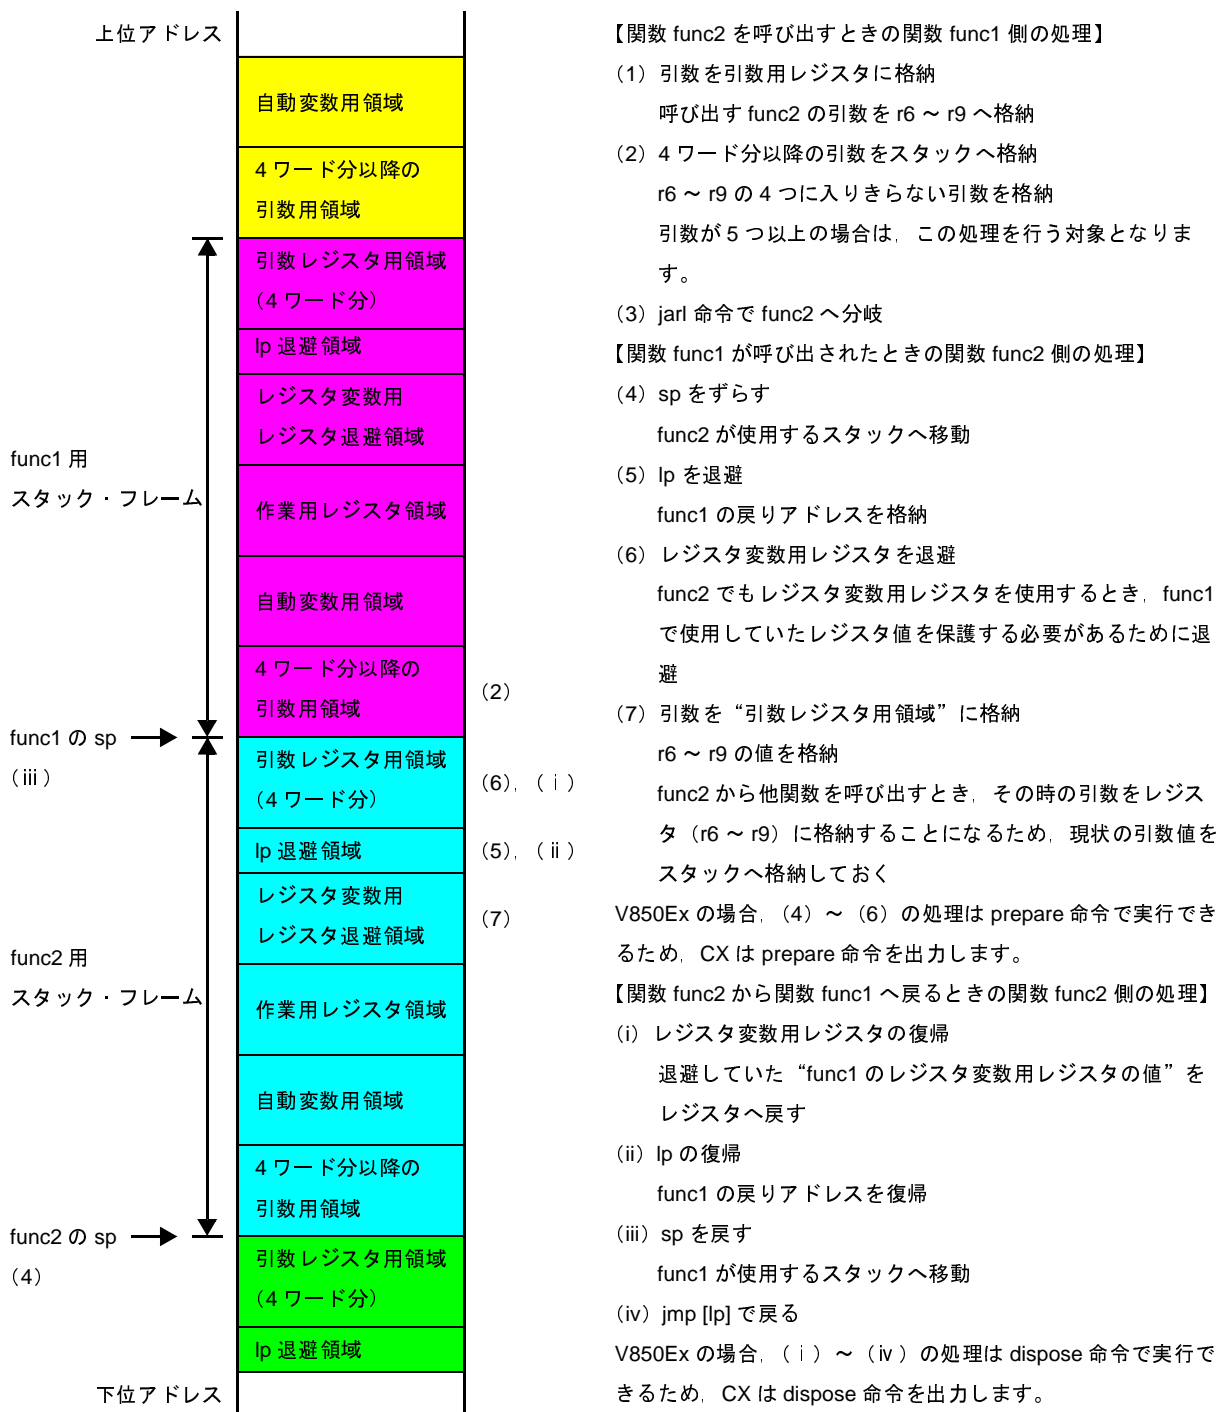 上位アドレス
自動変数用領域
4 ワード分以降の
引数用領域
引数レジスタ用領域
（4 ワード分）
lp 退避領域
レジスタ変数用
レジスタ退避領域
func1 用
スタック・フレーム
作業用レジスタ領域
自動変数用領域
4 ワード分以降の
引数用領域
（2）
func1 の sp
（iii）
引数レジスタ用領域
（4 ワード分）
（6），（ⅰ）
lp 退避領域
（5），（ⅱ）
レジスタ変数用
レジスタ退避領域
（7）
func2 用
スタック・フレーム
作業用レジスタ領域
自動変数用領域
4 ワード分以降の
引数用領域
func2 の sp
（4）
引数レジスタ用領域
（4 ワード分）
lp 退避領域
下位アドレス
【関数 func2 を呼び出すときの関数 func1 側の処理】
（1）引数を引数用レジスタに格納
呼び出す func2 の引数を r6 ～ r9 へ格納
（2）4 ワード分以降の引数をスタックへ格納
r6 ～ r9 の 4 つに入りきらない引数を格納
引数が 5 つ以上の場合は，この処理を行う対象となりま
す。
（3）jarl 命令で func2 へ分岐
【関数 func1 が呼び出されたときの関数 func2 側の処理】
（4）sp をずらす
func2 が使用するスタックへ移動
（5）lp を退避
func1 の戻りアドレスを格納
（6）レジスタ変数用レジスタを退避
func2 でもレジスタ変数用レジスタを使用するとき，func1
で使用していたレジスタ値を保護する必要があるために退
避
（7）引数を“引数レジスタ用領域”に格納
r6 ～ r9 の値を格納
func2 から他関数を呼び出すとき，その時の引数をレジス
タ（r6 ～ r9）に格納することになるため，現状の引数値を
スタックへ格納しておく
V850Ex の場合，（4）～（6）の処理は prepare 命令で実行でき
るため，CX は prepare 命令を出力します。
【関数 func2 から関数 func1 へ戻るときの関数 func2 側の処理】
（i）レジスタ変数用レジスタの復帰
退避していた“func1 のレジスタ変数用レジスタの値”を
レジスタへ戻す
（ii）lp の復帰
func1 の戻りアドレスを復帰
（iii）sp を戻す
func1 が使用するスタックへ移動
（iv）jmp [lp] で戻る
V850Ex の場合，（ⅰ）～（ⅳ）の処理は dispose 命令で実行で
きるため，CX は dispose 命令を出力します。